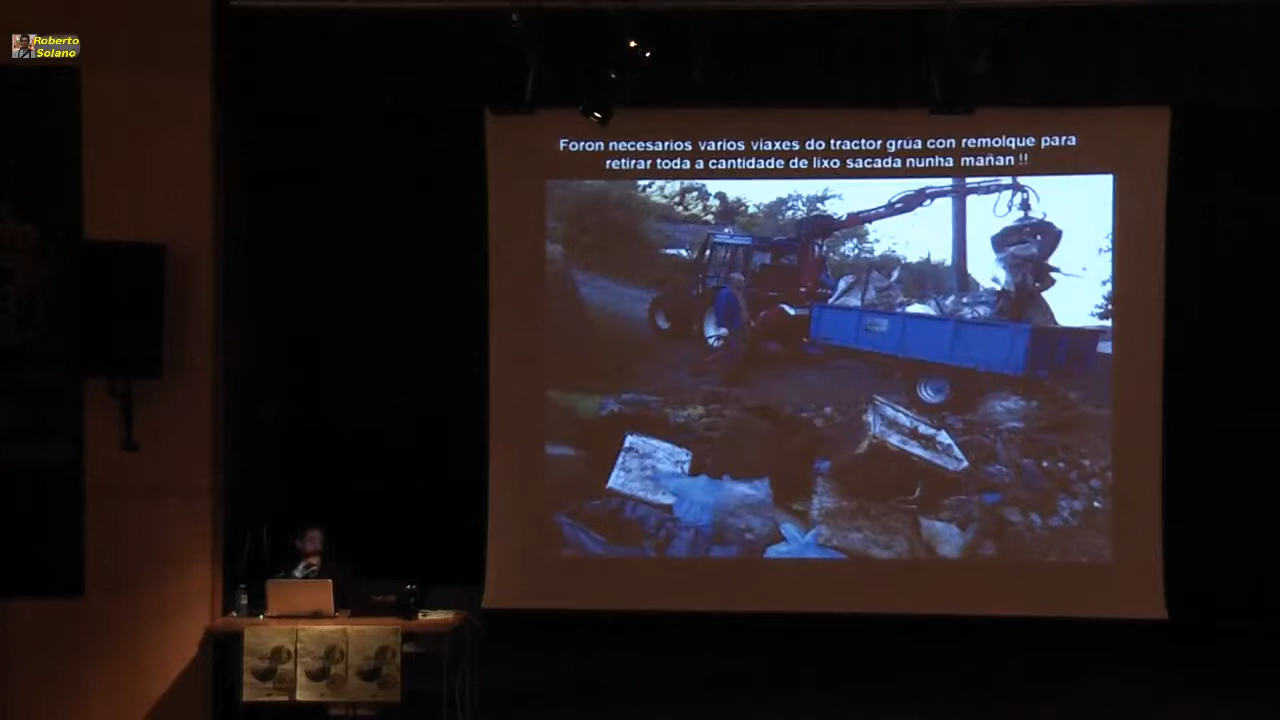 Roberto
Solano
Foron necesarios varios viaxes do tractor grúa con remolque para
retirar toda a cantidade de lixo sacada nunha mañan !!